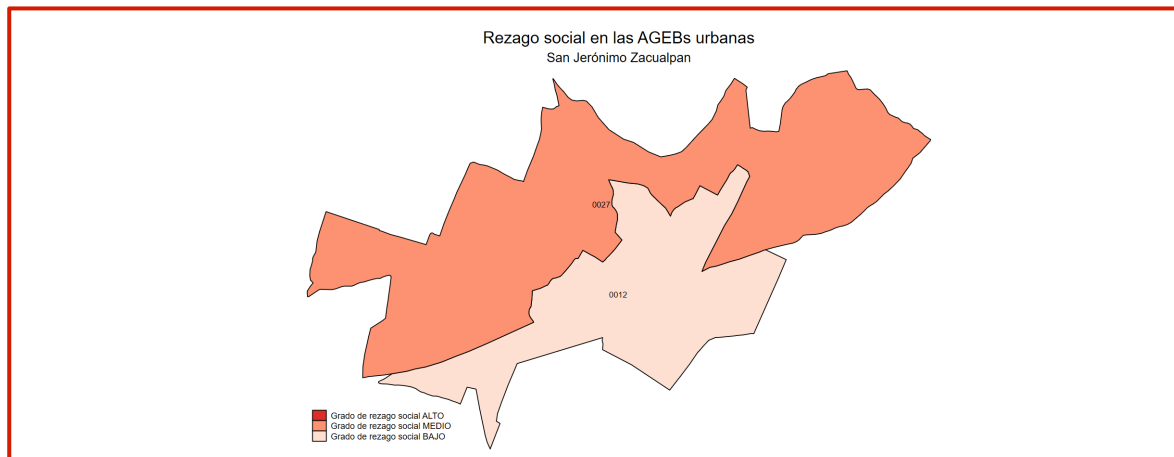 Rezago social en las AGEBs urbanas
San Jerónimo Zacualpan
0027
0012
Grado de rezago social ALTO
Grado de rezago social MEDIO
Grado de rezago social BAJO